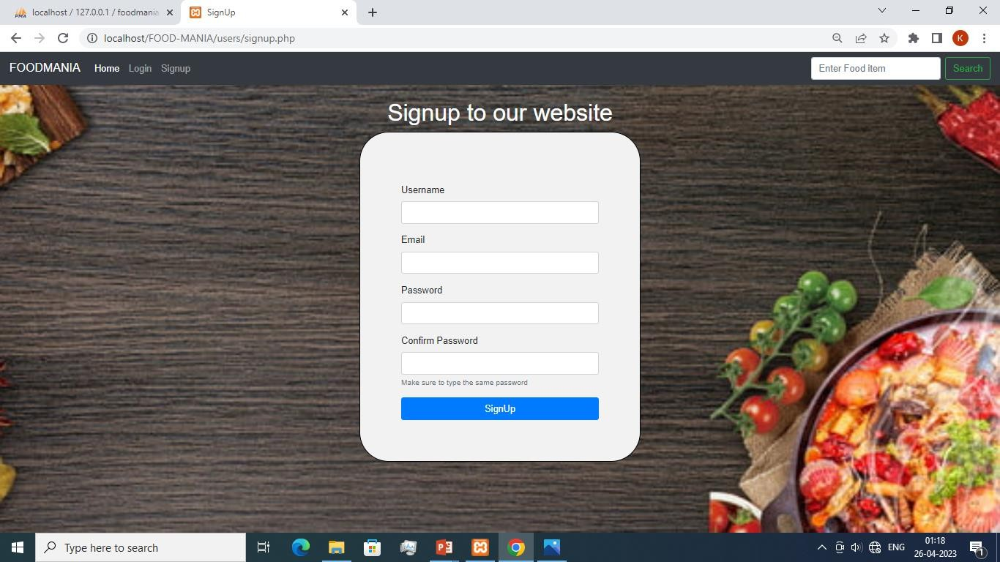 localhost / 127.0.0.1 / foodmania
SignUp
localhost/FOOD-MANIA/users/signup.php
K
FOODMANIA Home Login Signup Enter Food item Search
Signup to our website
Username
Email
Password
Confirm Password
Make sure to type the same password
SignUp
Type here to search
ENG
01:18
26-04-2023
1